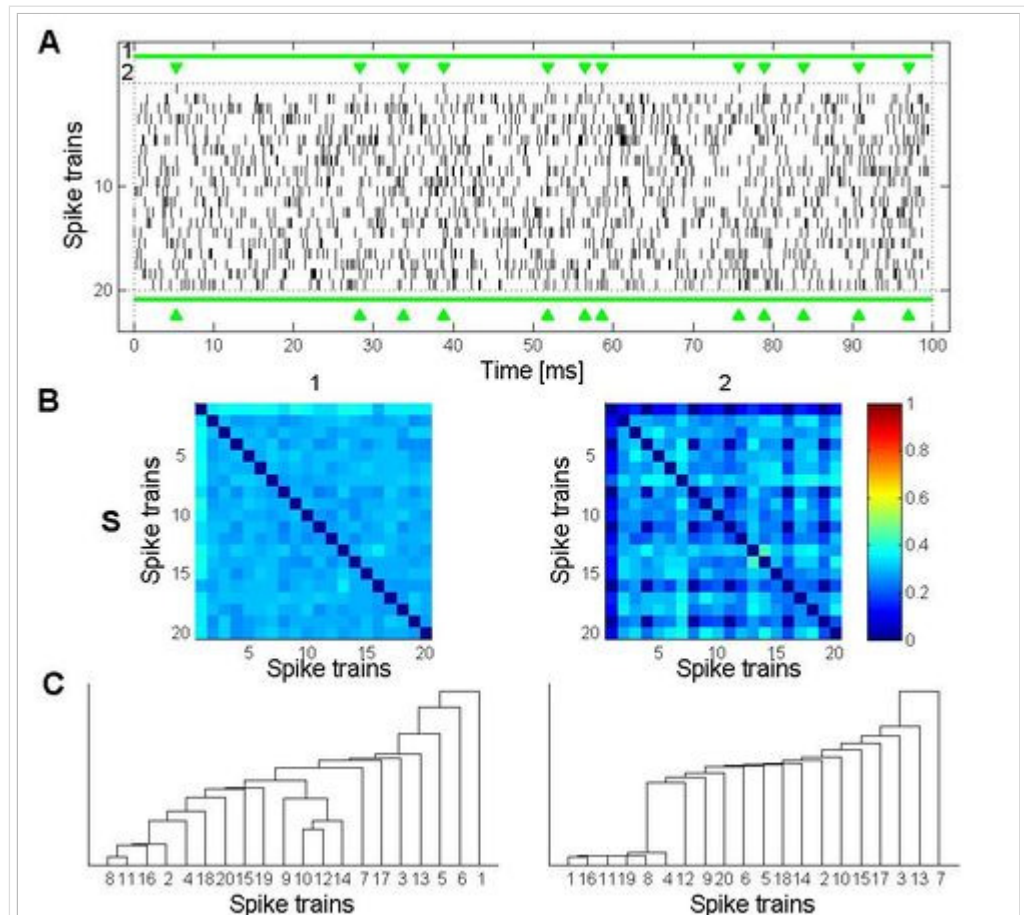 A
1
2
Spike trains
10
20
0 10 20 30 40 50 60 70 80 90 100
Time [ms]
B
1 2
S
Spike trains
5
10
15
20
5 10 15 20
Spike trains
Spike trains
5
10
15
20
5 10 15 20
Spike trains
1
0.8
0.6
0.4
0.2
0
C
8 11 16 2 4 18 20 15 19 9 10 12 14 7 17 3 13 5 6 1
Spike trains
1 16 11 19 8 4 12 9 20 6 5 18 14 2 10 15 17 3 13 7
Spike trains